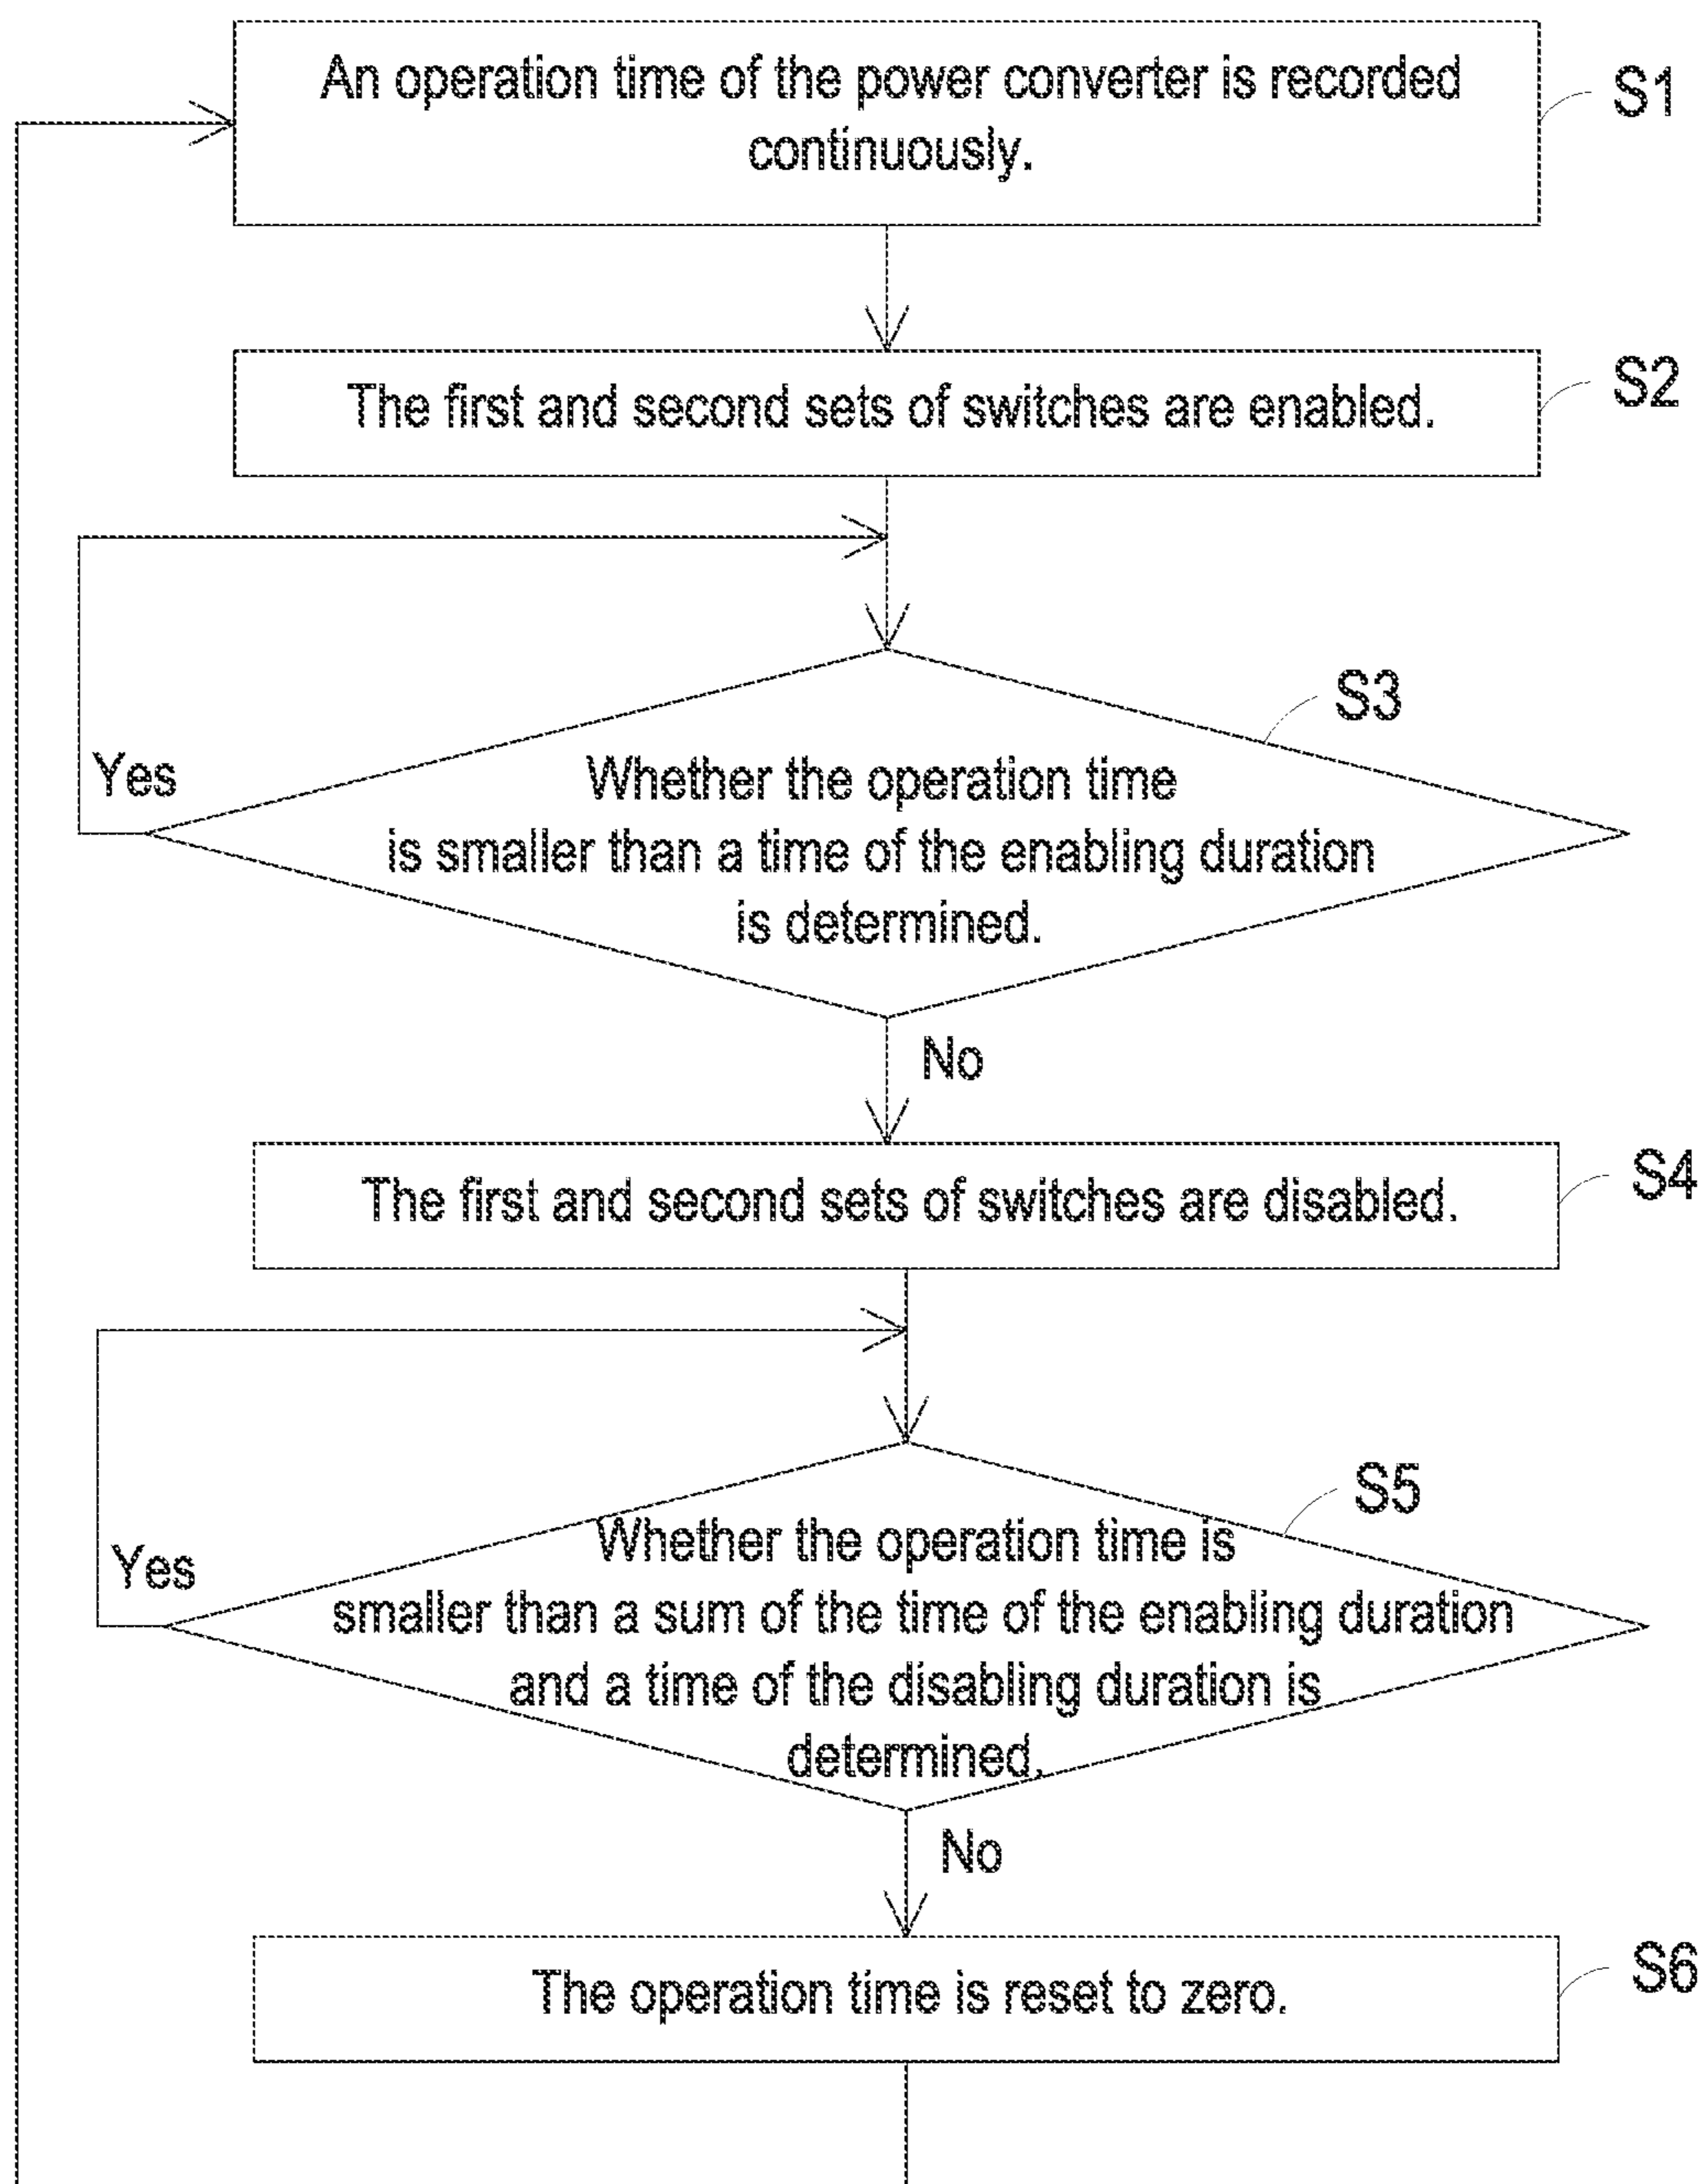 An operation time of the power converter is recorded
continuously.
S1
The first and second sets of switches are enabled.
S2
S3
Yes
Whether the operation time
is smaller than a time of the enabling duration
is determined.
No
The first and second sets of switches are disabled.
S4
S5
Yes
Whether the operation time is
smaller than a sum of the time of the enabling duration
and a time of the disabling duration is
determined.
No
The operation time is reset to zero.
S6